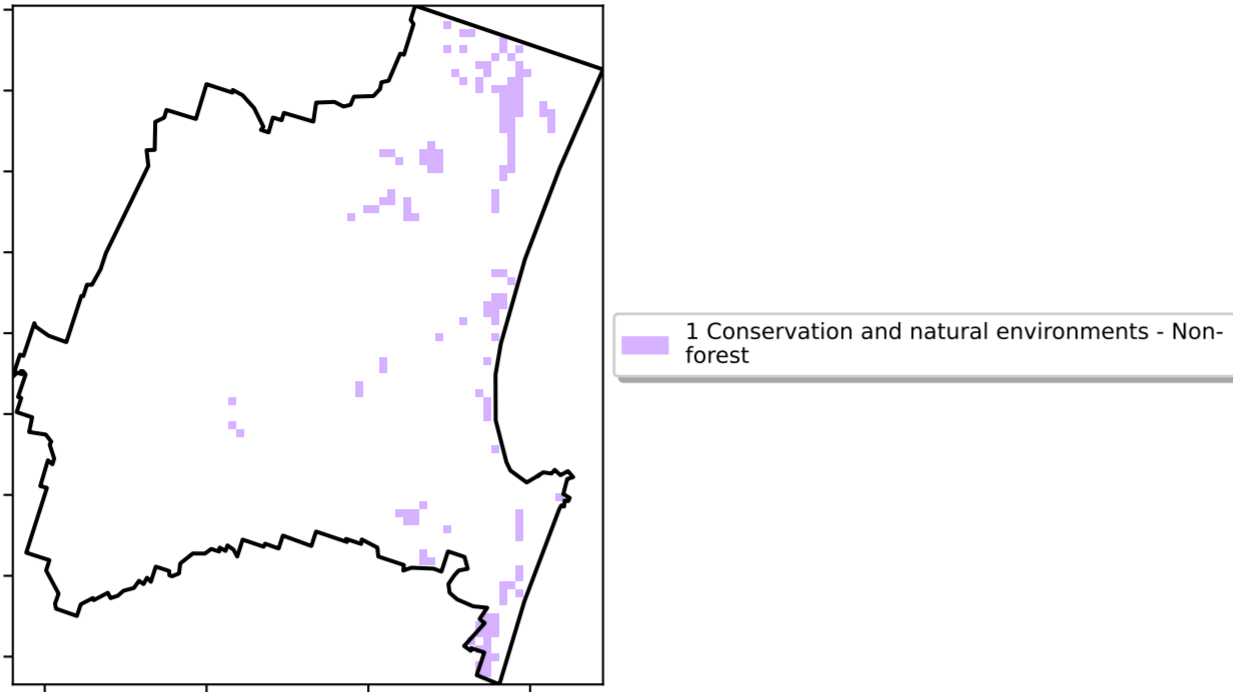 1 Conservation and natural environments - Non-
forest